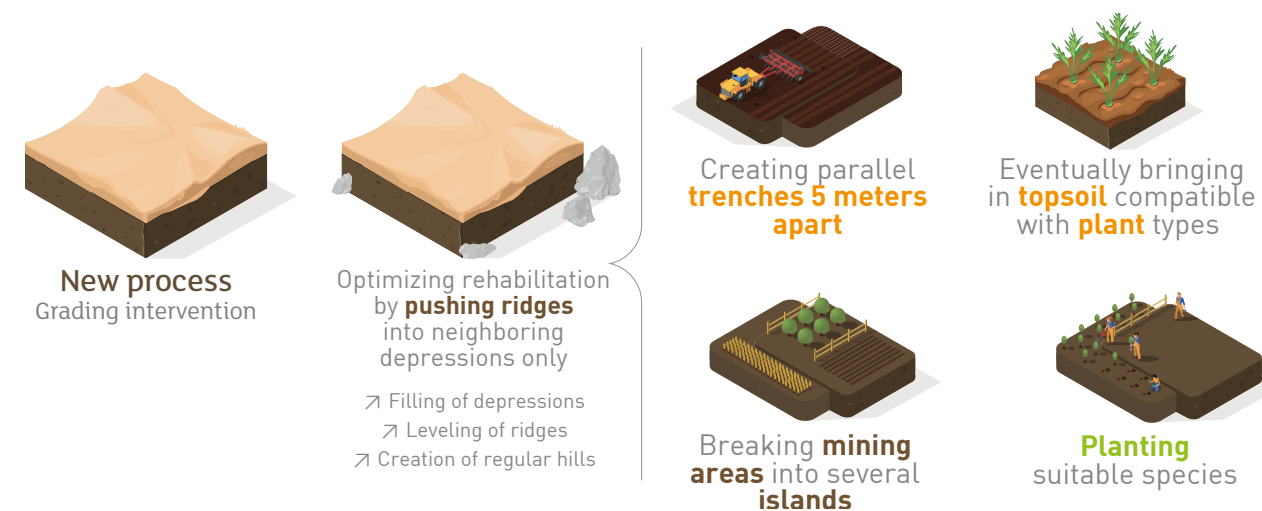 New process
Grading intervention
Optimizing rehabilitation
by pushing ridges
into neighboring
depressions only
↗ Filling of depressions
↗ Leveling of ridges
↗ Creation of regular hills
Creating parallel
trenches 5 meters
apart
Eventually bringing
in topsoil compatible
with plant types
Breaking mining
areas into several
islands
Planting
suitable species